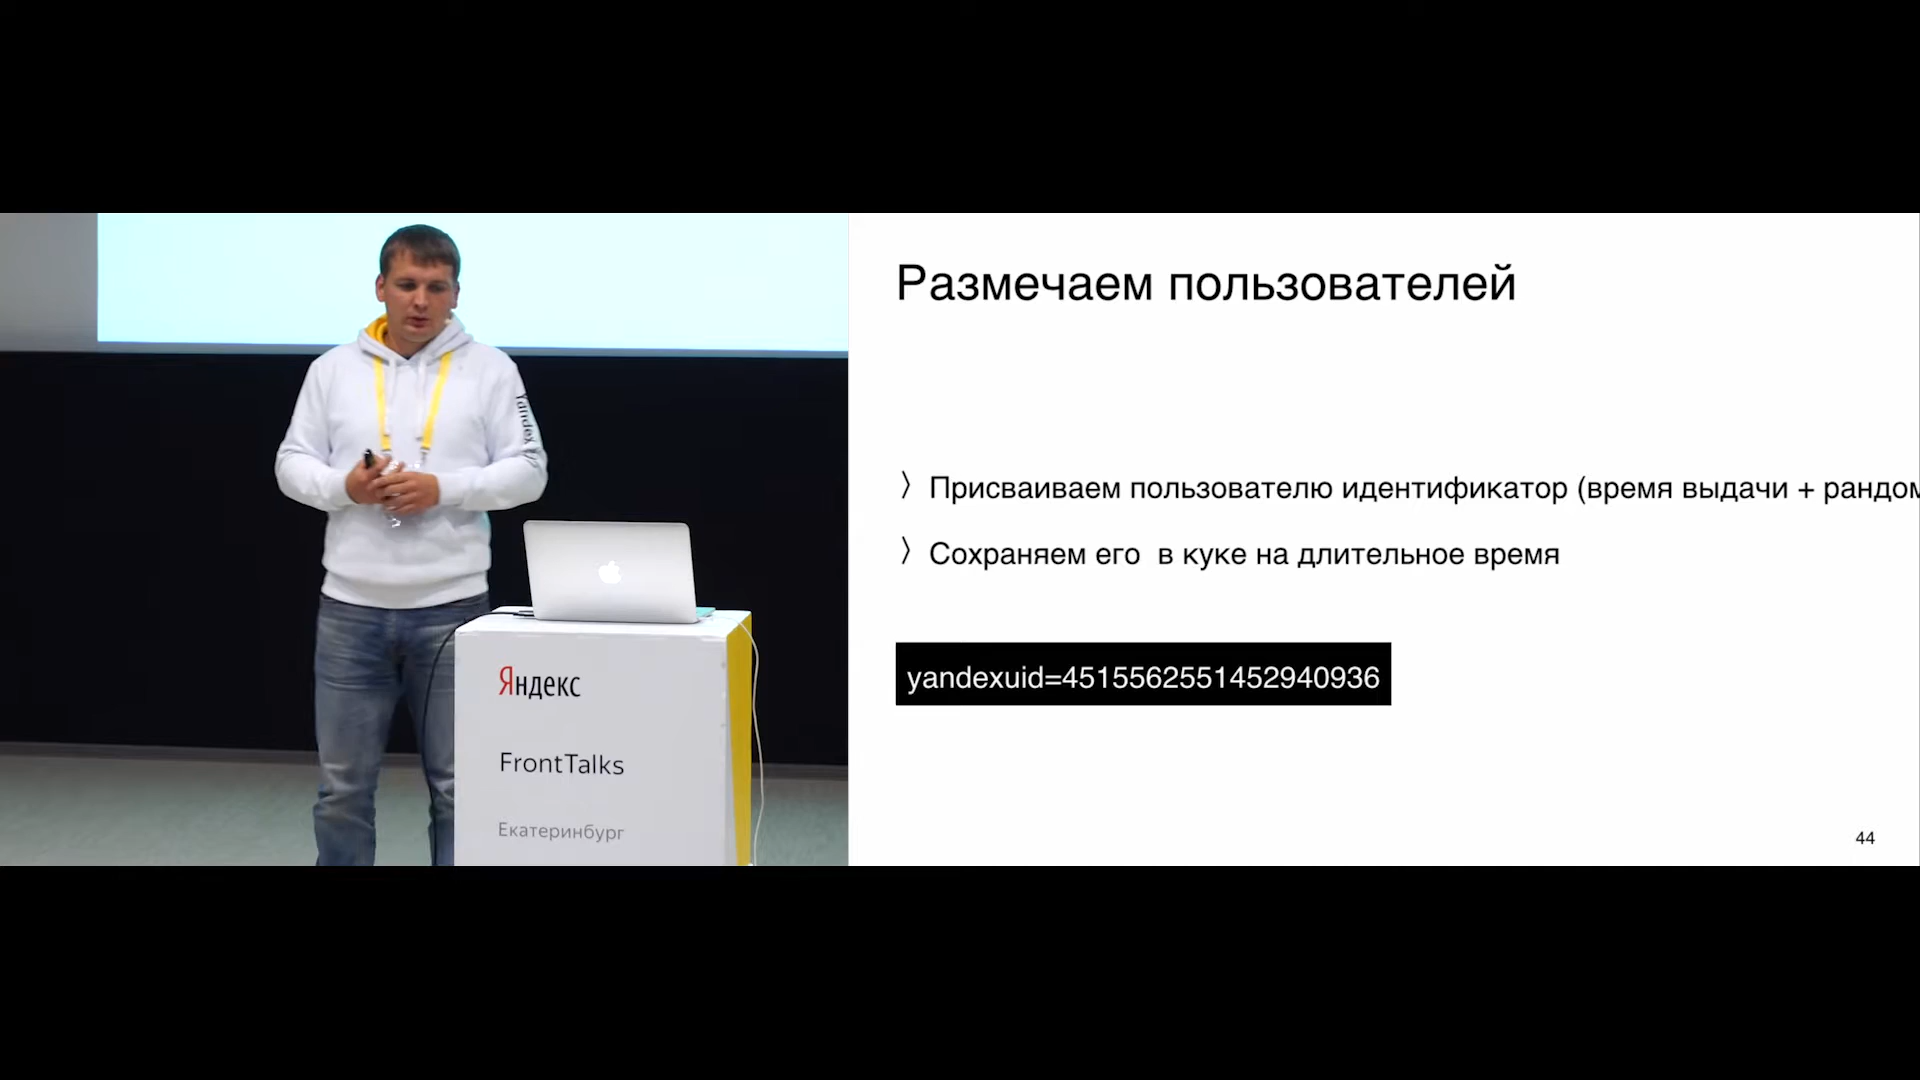 Yandex
Яндекс
FrontTalks
Екатеринбург
Размечаем пользователей
〉Присваиваем пользователю идентификатор (время выдачи + рандом
〉Сохраняем его в куке на длительное время
yandexuid=4515562551452940936
44